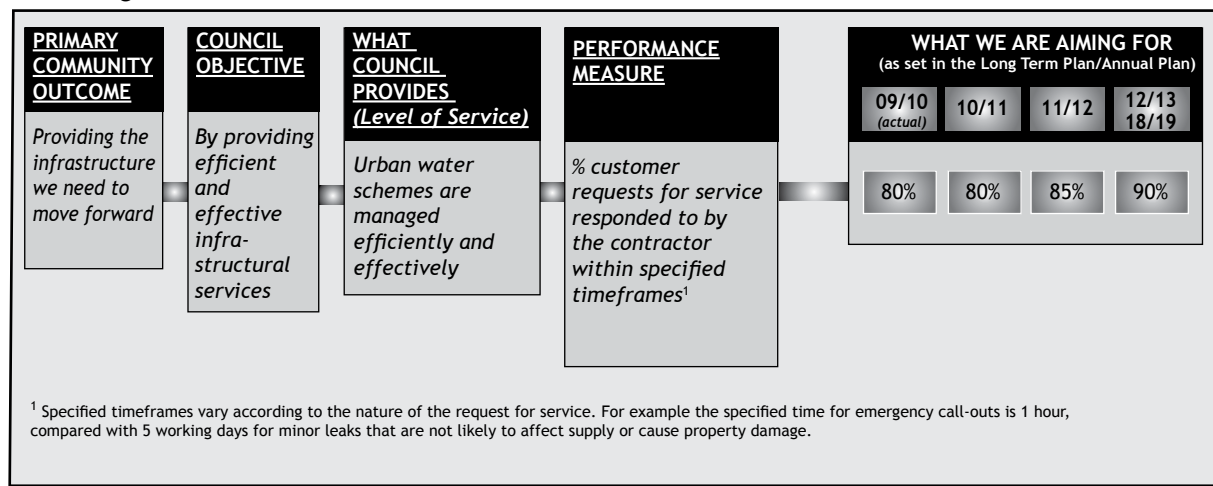 PRIMARY
COMMUNITY
OUTCOME
Providing the
infrastructure
we need to
move forward
COUNCIL
OBJECTIVE
By providing
efficient
and
effective
infra-
structural
services
WHAT
COUNCIL
PROVIDES
(Level of Service)
Urban water
schemes are
managed
efficiently and
effectively
PERFORMANCE
MEASURE
% customer
requests for service
responded to by
the contractor
within specified
timeframes¹
WHAT WE ARE AIMING FOR
(as set in the Long Term Plan/Annual Plan)
09/10 10/11 11/12 12/13
(actual) 18/19
80% 80% 85% 90%
¹ Specified timeframes vary according to the nature of the request for service. For example the specified time for emergency call-outs is 1 hour,
compared with 5 working days for minor leaks that are not likely to affect supply or cause property damage.